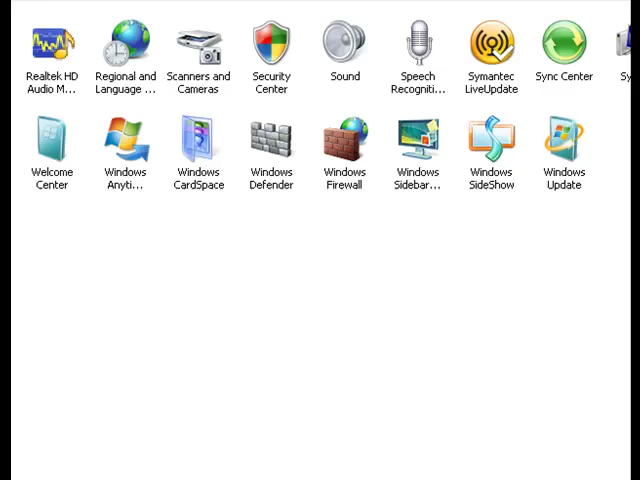 Realtek HD
Audio M...
Regional and
Language ...
Scanners and
Cameras
Security
Center
Sound
Speech
Recogniti...
Symantec
LiveUpdate
Sync Center
Sy
Welcome
Center
Windows
Anyti...
Windows
CardSpace
Windows
Defender
Windows
Firewall
Windows
Sidebar...
Windows
SideShow
Windows
Update